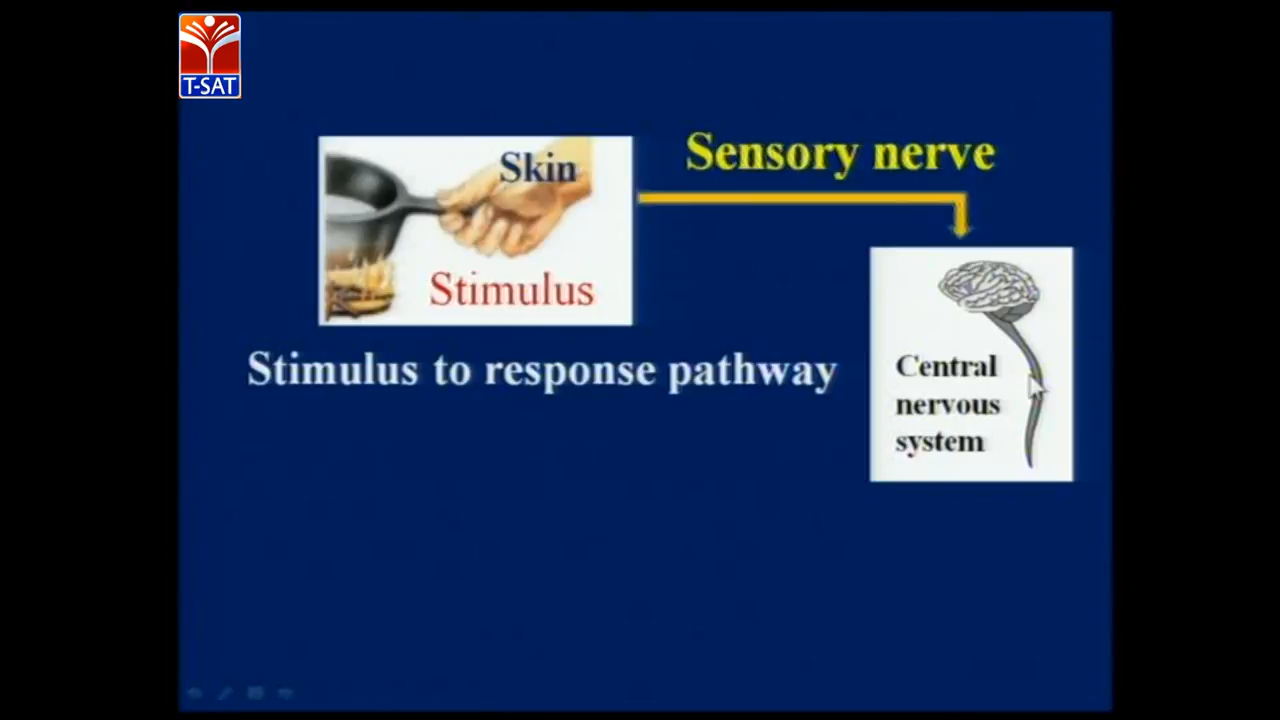 T-SAT
Sensory nerve
Skin
Stimulus
Stimulus to response pathway
Central
nervous
system